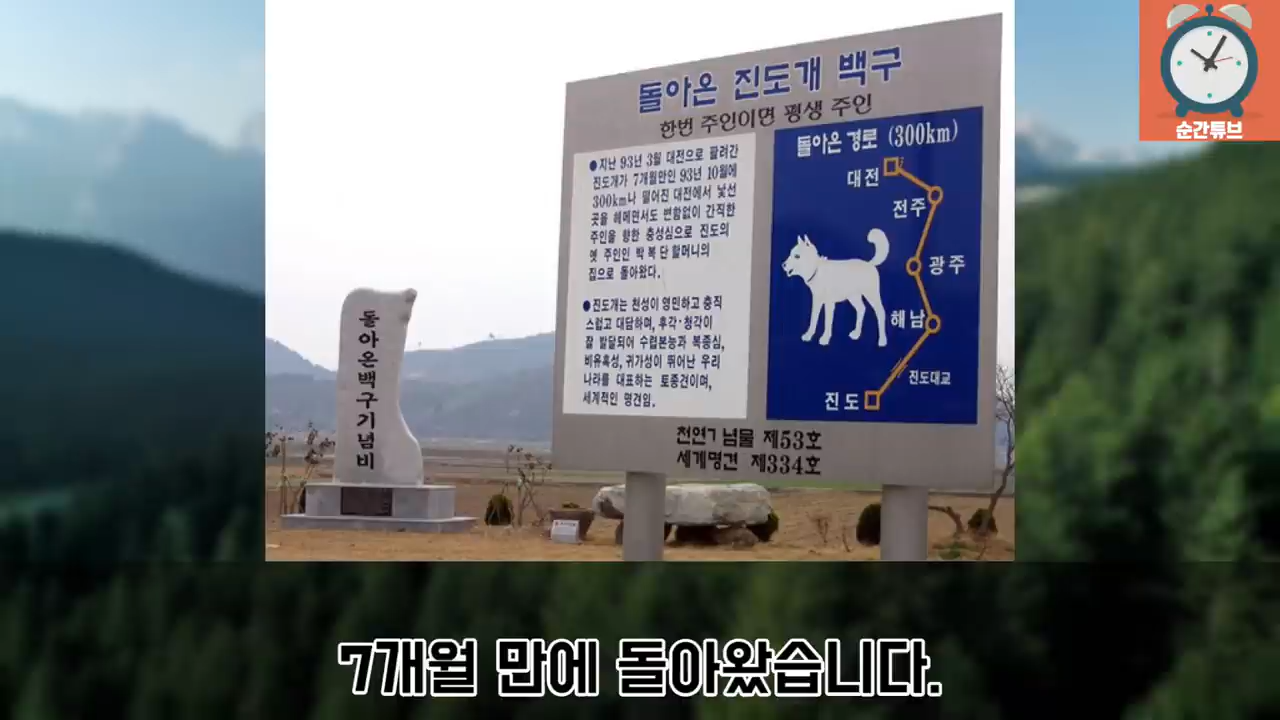 순간튜브
돌아온 진도개 백구
한번 주인이면 평생 주인
●지난 93년 3월 대전으로 팔려간
진도개가 7개월만인 93년 10월에
300km나 떨어진 대전에서 낯선
곳을 헤메면서도 변함없이 간직한
주인을 향한 충성심으로 진도의
옛 주인인 박 복 단 할머니의
집으로 돌아왔다.
●진도개는 천성이 영민하고 충직
스럽고 대담하며, 후각·청각이
잘 발달되어 수렵본능과 복종심,
비유혹성, 귀가성이 뛰어난 우리
나라를 대표하는 토종견이며,
세계적인 명견임.
돌아온 경로 (300km)
대전
전주
광주
해남
진도대교
진도
천연기념물 제53호
세계명견 제334호
돌아온백구기념비
7개월 만에 돌아왔습니다.